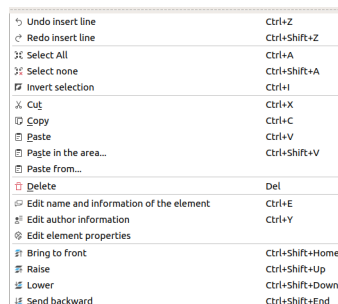 Undo insert line Ctrl+Z
Redo insert line Ctrl+Shift+Z
Select All Ctrl+A
Select none Ctrl+Shift+A
Invert selection Ctrl+I
Cut Ctrl+X
Copy Ctrl+C
Paste Ctrl+V
Paste in the area... Ctrl+Shift+V
Paste from...
Delete Del
Edit name and information of the element Ctrl+E
Edit author information Ctrl+Y
Edit element properties
Bring to front Ctrl+Shift+Home
Raise Ctrl+Shift+Up
Lower Ctrl+Shift+Down
Send backward Ctrl+Shift+End